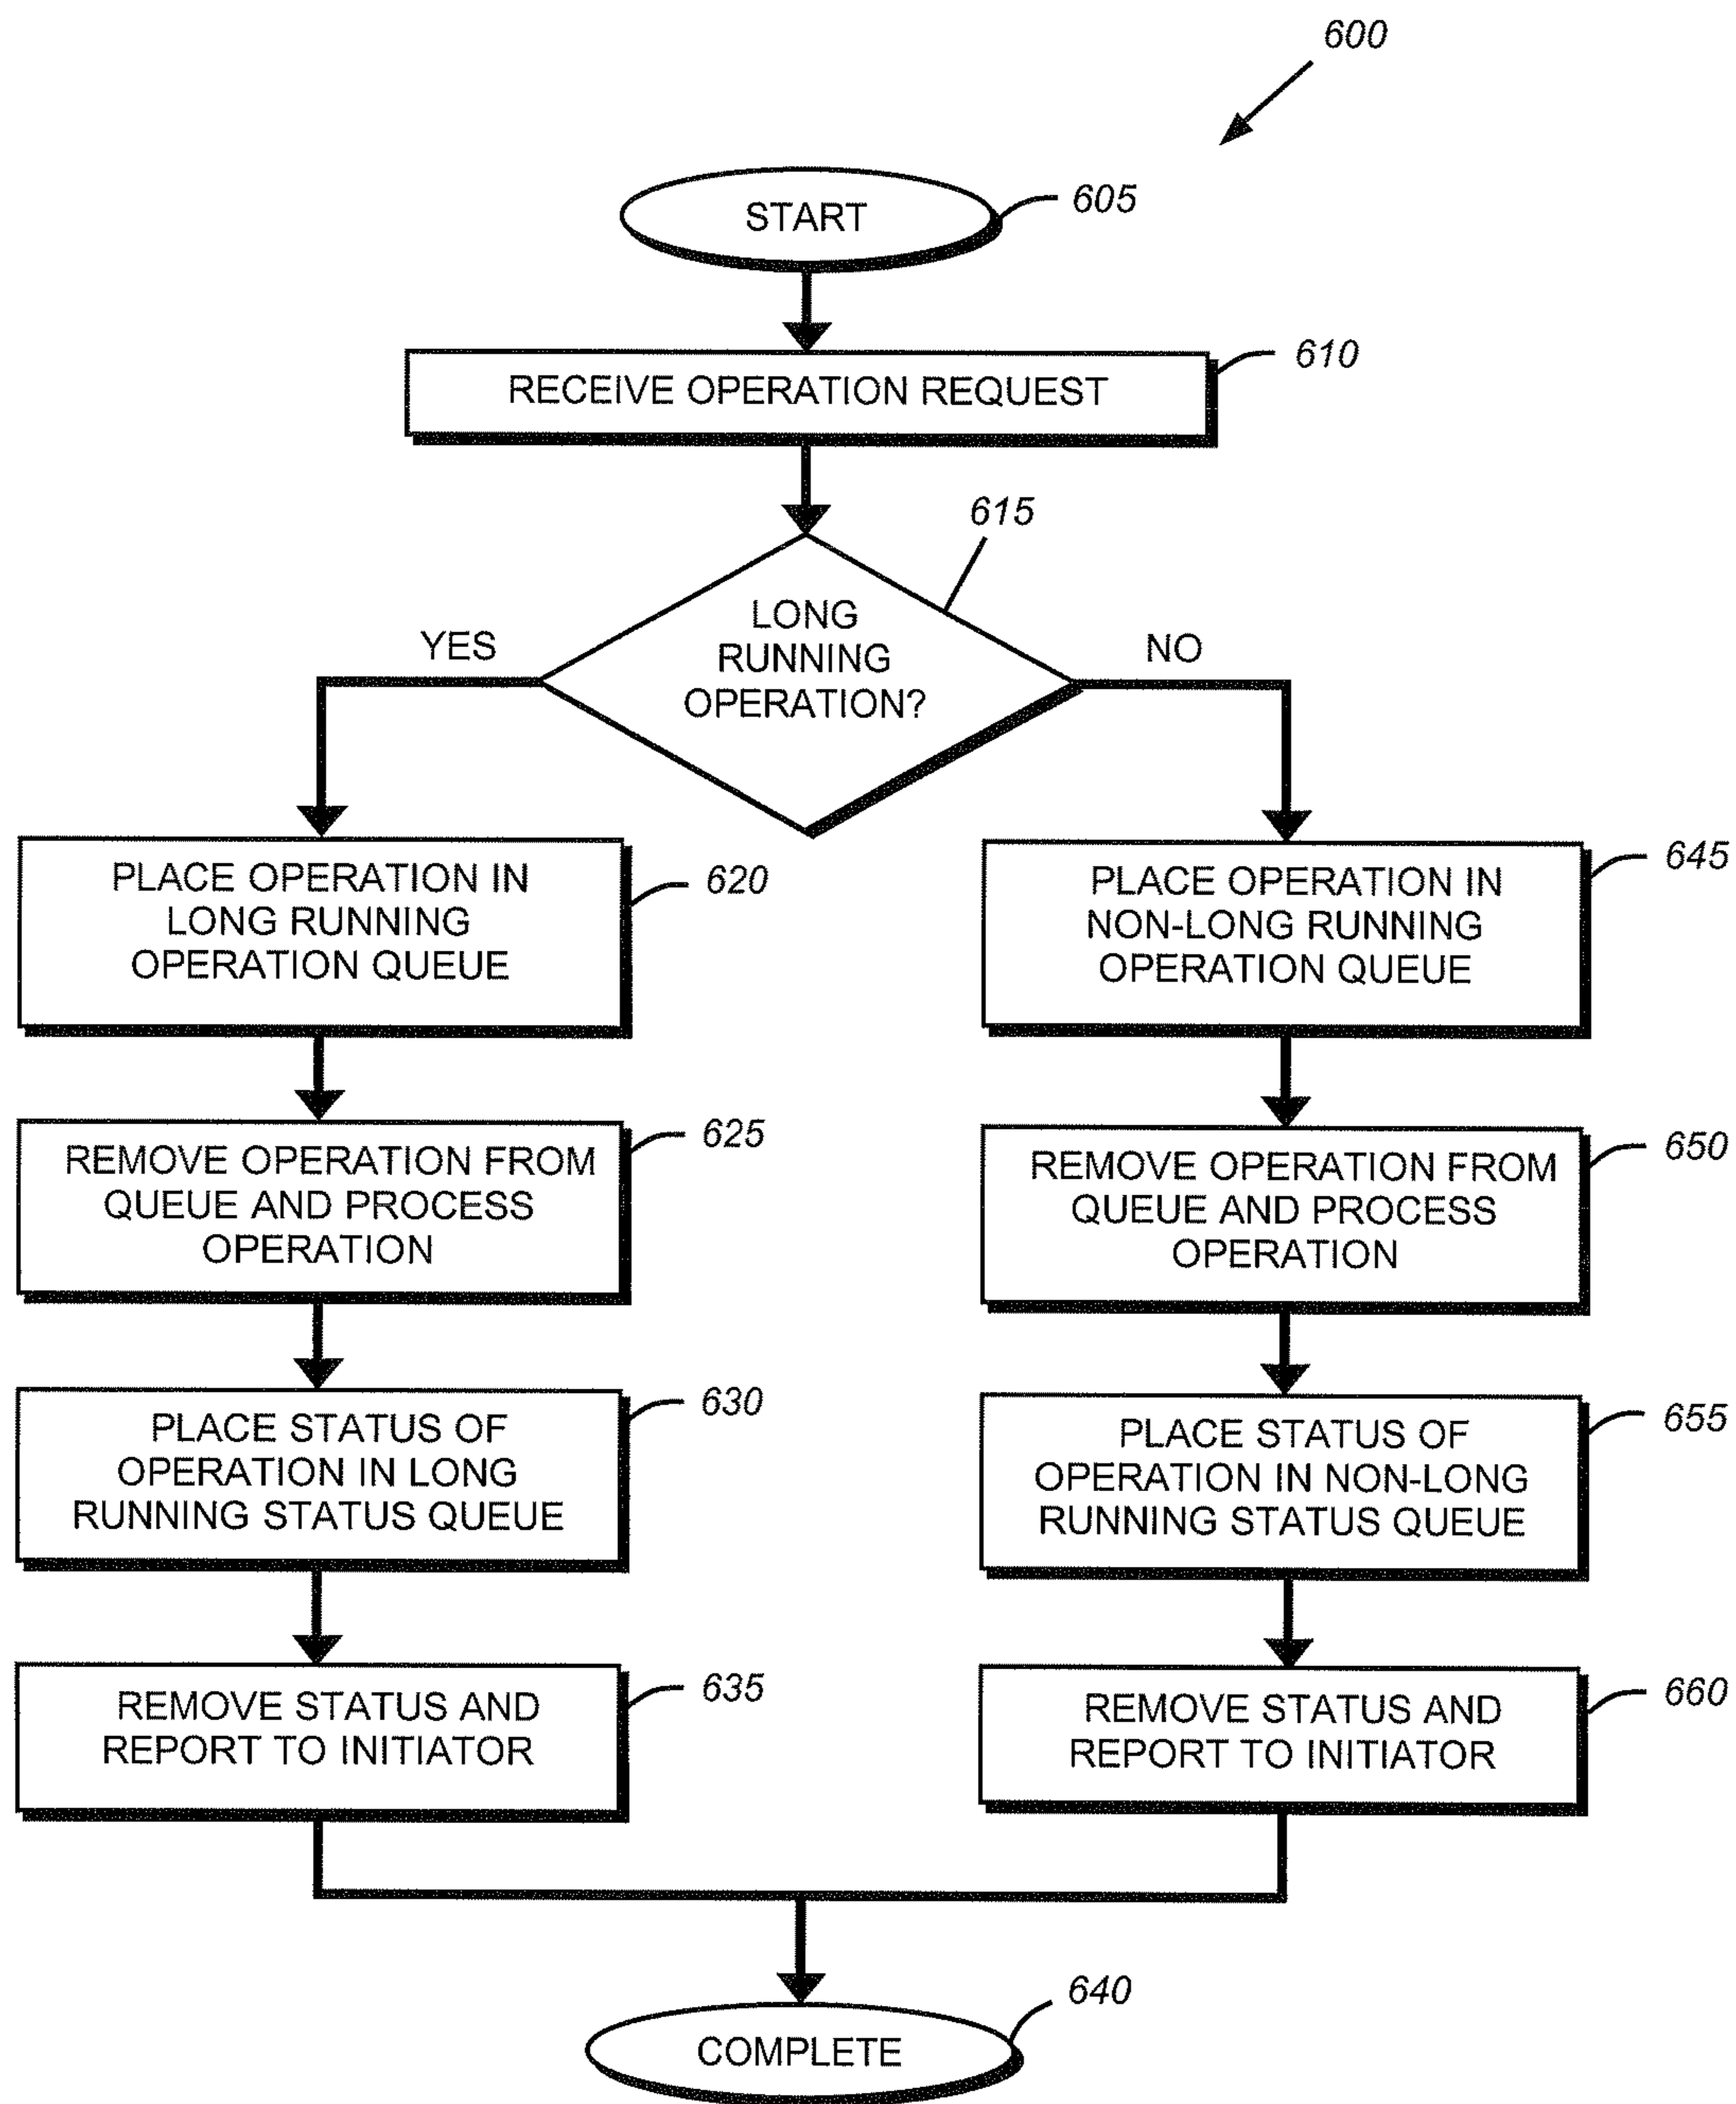 600
START
605
RECEIVE OPERATION REQUEST
610
615
LONG
RUNNING
OPERATION?
YES
NO
PLACE OPERATION IN
LONG RUNNING
OPERATION QUEUE
620
PLACE OPERATION IN
NON-LONG RUNNING
OPERATION QUEUE
645
REMOVE OPERATION FROM
QUEUE AND PROCESS
OPERATION
625
REMOVE OPERATION FROM
QUEUE AND PROCESS
OPERATION
650
PLACE STATUS OF
OPERATION IN LONG
RUNNING STATUS QUEUE
630
PLACE STATUS OF
OPERATION IN NON-LONG
RUNNING STATUS QUEUE
655
REMOVE STATUS AND
REPORT TO INITIATOR
635
REMOVE STATUS AND
REPORT TO INITIATOR
660
COMPLETE
640